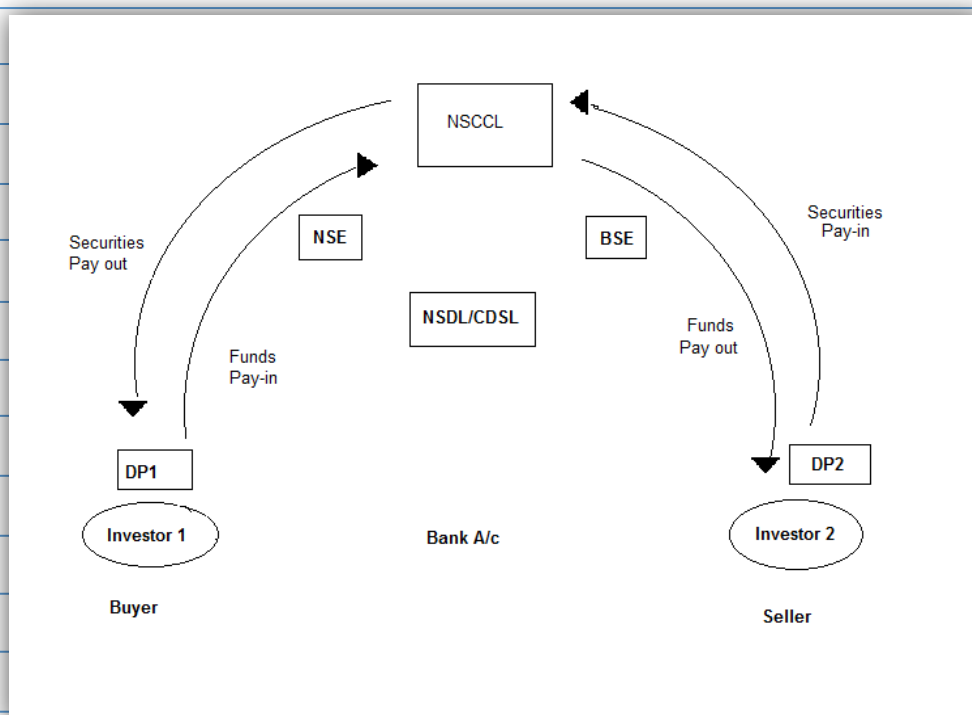 NSCCL
Securities
Pay-in
NSE
BSE
Securities
Pay out
NSDL/CDSL
Funds
Pay out
Funds
Pay-in
DP1
DP2
Investor 1
Bank A/c
Investor 2
Buyer
Seller